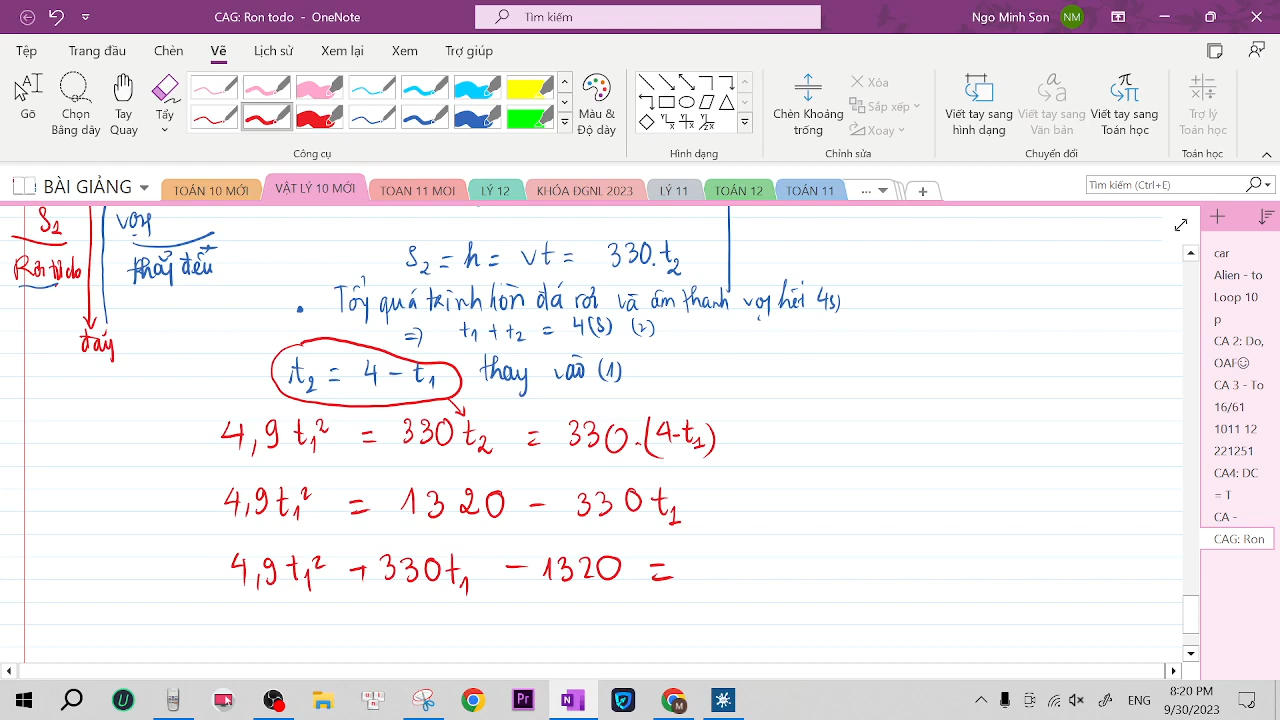 CAG: Rơn todo - OneNote
Tìm kiếm
Ngo Minh Son
NM
Tệp
Trang đầu
Chèn
Vẽ
Lịch sử
Xem lại
Xem
Trợ giúp
Gõ
Chọn Bằng dây
Tay Quay
Tẩy
Màu & Độ dày
Chèn Khoảng trống
Xóa
Sắp xếp
Xoay
Viết tay sang hình dạng
Viết tay sang Văn bản
Viết tay sang Toán học
Trợ lý Toán học
Công cụ
Hình dạng
Chỉnh sửa
Chuyển đổi
Toán học
BÀI GIẢNG
TOÁN 10 MỚI
VẬT LÝ 10 MỚI
TOAN 11 MOI
LÝ 12
KHÓA DGNL 2023
LÝ 11
TOÁN 12
TOÁN 11
...
Tìm kiếm (Ctrl+E)
S2
vọng
Rơi tự do
thẳng đều
đáy
S2 = h = vt = 330.t2
• Tổng quá trình hòn đá rơi và âm thanh vọng hết 4s)
=) t1 + t2 = 4(s) (2)
t2 = 4 - t1 thay vào (1)
4,9 t1² = 330 t2 = 330.(4-t1)
4,9t1² = 1320 - 330 t1
4,9t1² + 330t1 - 1320 =
car
Alien - to
Loop 10
p
CA 2: Do,
OAF☺
CA 3 - To
16/61
1011 12
221251
CA4: DC
= T
CA -
CAG: Ron
ENG
8:20 PM
9/30/2023